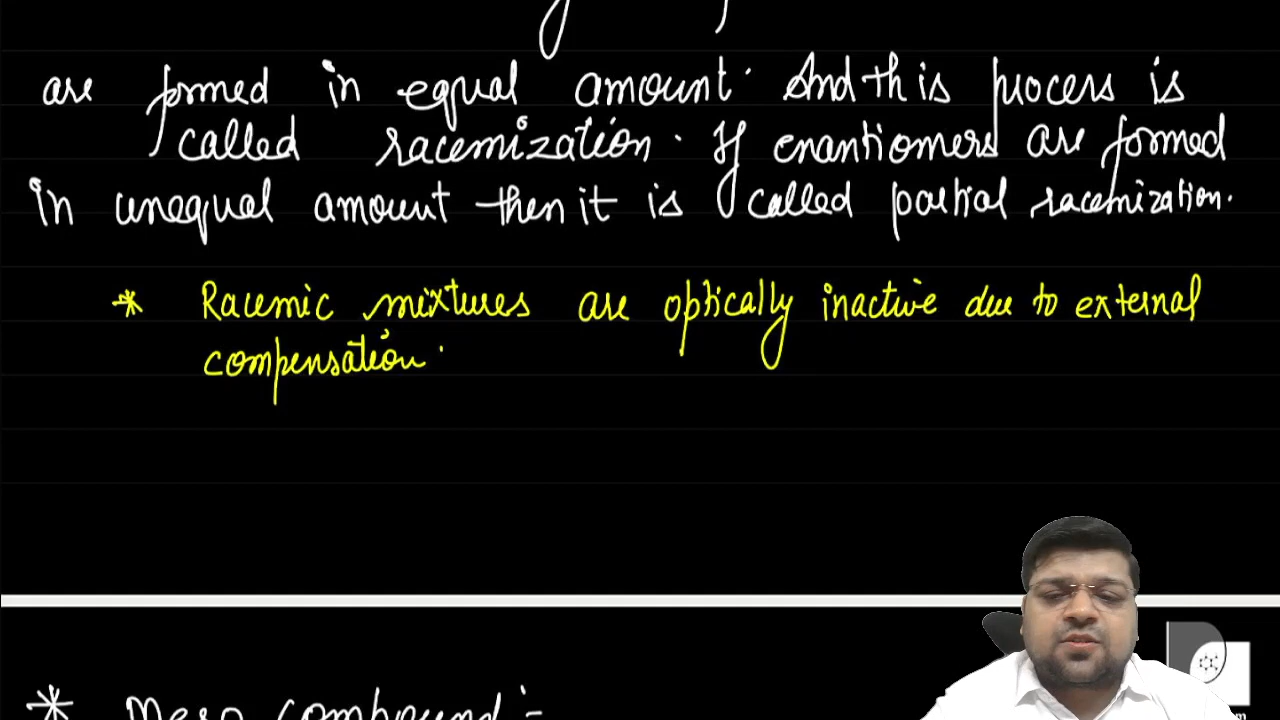 are formed in equal amount. And this process is
called racemization. If enantiomers are formed
in unequal amount then it is called partial racemization.
* Racemic mixtures are optically inactive due to external
compensation.
* Meso compound :-